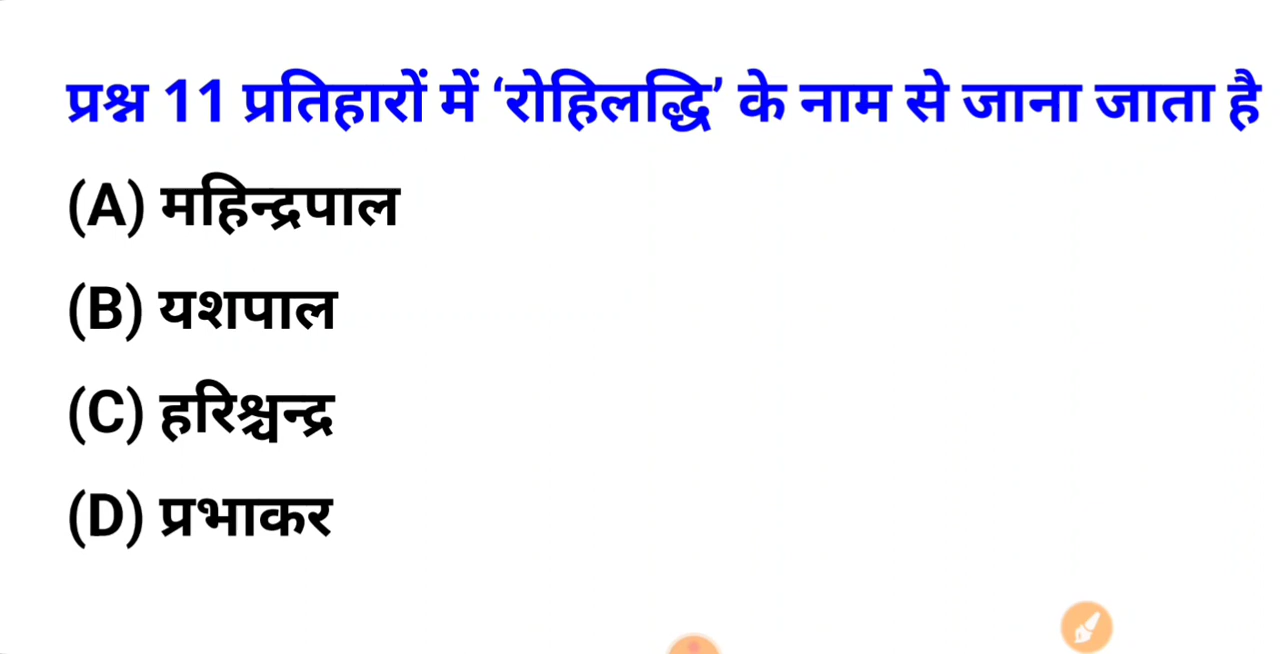 प्रश्न 11 प्रतिहारों में ‘रोहिलद्धि’ के नाम से जाना जाता है
(A) महिन्द्रपाल
(B) यशपाल
(C) हरिश्चन्द्र
(D) प्रभाकर